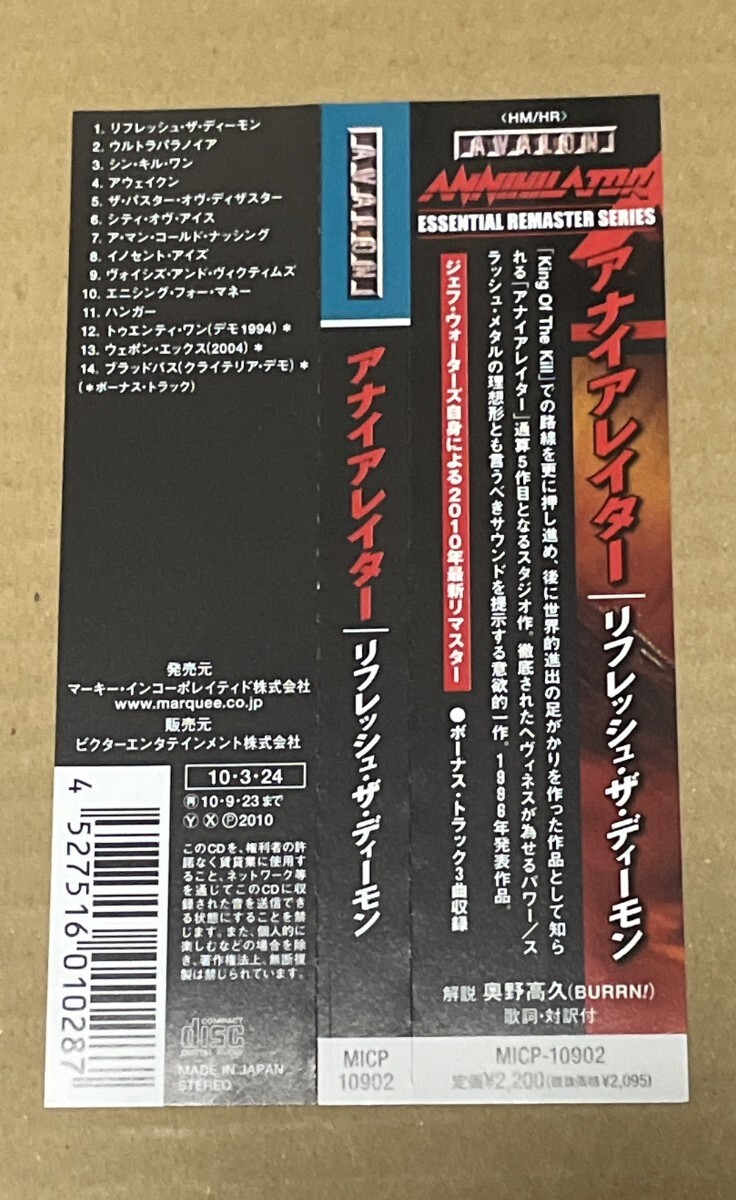 1. リフレッシュ・ザ・ディーモン
2. ウルトラパラノイア
3. シン・キル・ワン
4. アウェイクン
5. ザ・パスター・オヴ・ディザスター
6. シティ・オヴ・アイス
7. ア・マン・コールド・ナッシング
8. イノセント・アイズ
9. ヴォイシズ・アンド・ヴィクティムズ
10. エニシング・フォー・マネー
11. ハンガー
12. トゥエンティ・ワン(デモ1994)＊
13. ウェポン・エックス(2004)＊
14. ブラッドバス(クライテリア・デモ)＊
(＊ボーナス・トラック)
発売元
マーキー・インコーポレイティド株式会社
www.marquee.co.jp
販売元
ビクターエンタテインメント株式会社
4 527516 010287
10・3・24
㊢10・9・23まで
Ⓨ Ⓧ Ⓟ2010
このCDを、権利者の許
諾なく賃貸業に使用す
ること、ネットワーク等
を通じてこのCDに収
録された音を送信でき
る状態にすることを禁
じます。また、個人的に
楽しむなどの場合を除
き、著作権法上、無断複
製は禁じられています。
COMPACT
disc
DIGITAL AUDIO
MADE IN JAPAN
STEREO
AVALON
アナイアレイター｜リフレッシュ・ザ・ディーモン
MICP
10902
〈HM/HR〉
AVALON
ANNIHILATOR
ESSENTIAL REMASTER SERIES
アナイアレイター｜リフレッシュ・ザ・ディーモン
「King Of The Kill」での路線を更に押し進め、後に世界的進出の足がかりを作った作品として知ら
れる「アナイアレイター」通算5作目となるスタジオ作。徹底されたヘヴィネスが為せるパワー/ス
ラッシュ・メタルの理想形とも言うべきサウンドを提示する意欲的一作。1996年発表作品。
ジェフ・ウォーターズ自身による2010年最新リマスター
●ボーナス・トラック3曲収録
解説 奥野高久(BURRN!)
歌詞・対訳付
MICP-10902
定価¥2,200(税抜価格¥2,095)